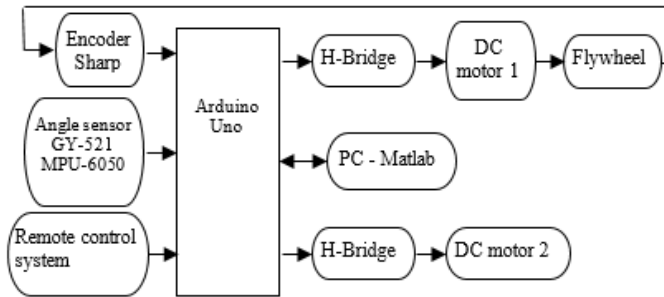 Encoder
Sharp
H-Bridge
DC
motor 1
Flywheel
Arduino
Uno
Angle sensor
GY-521
MPU-6050
PC - Matlab
Remote control
system
H-Bridge
DC motor 2